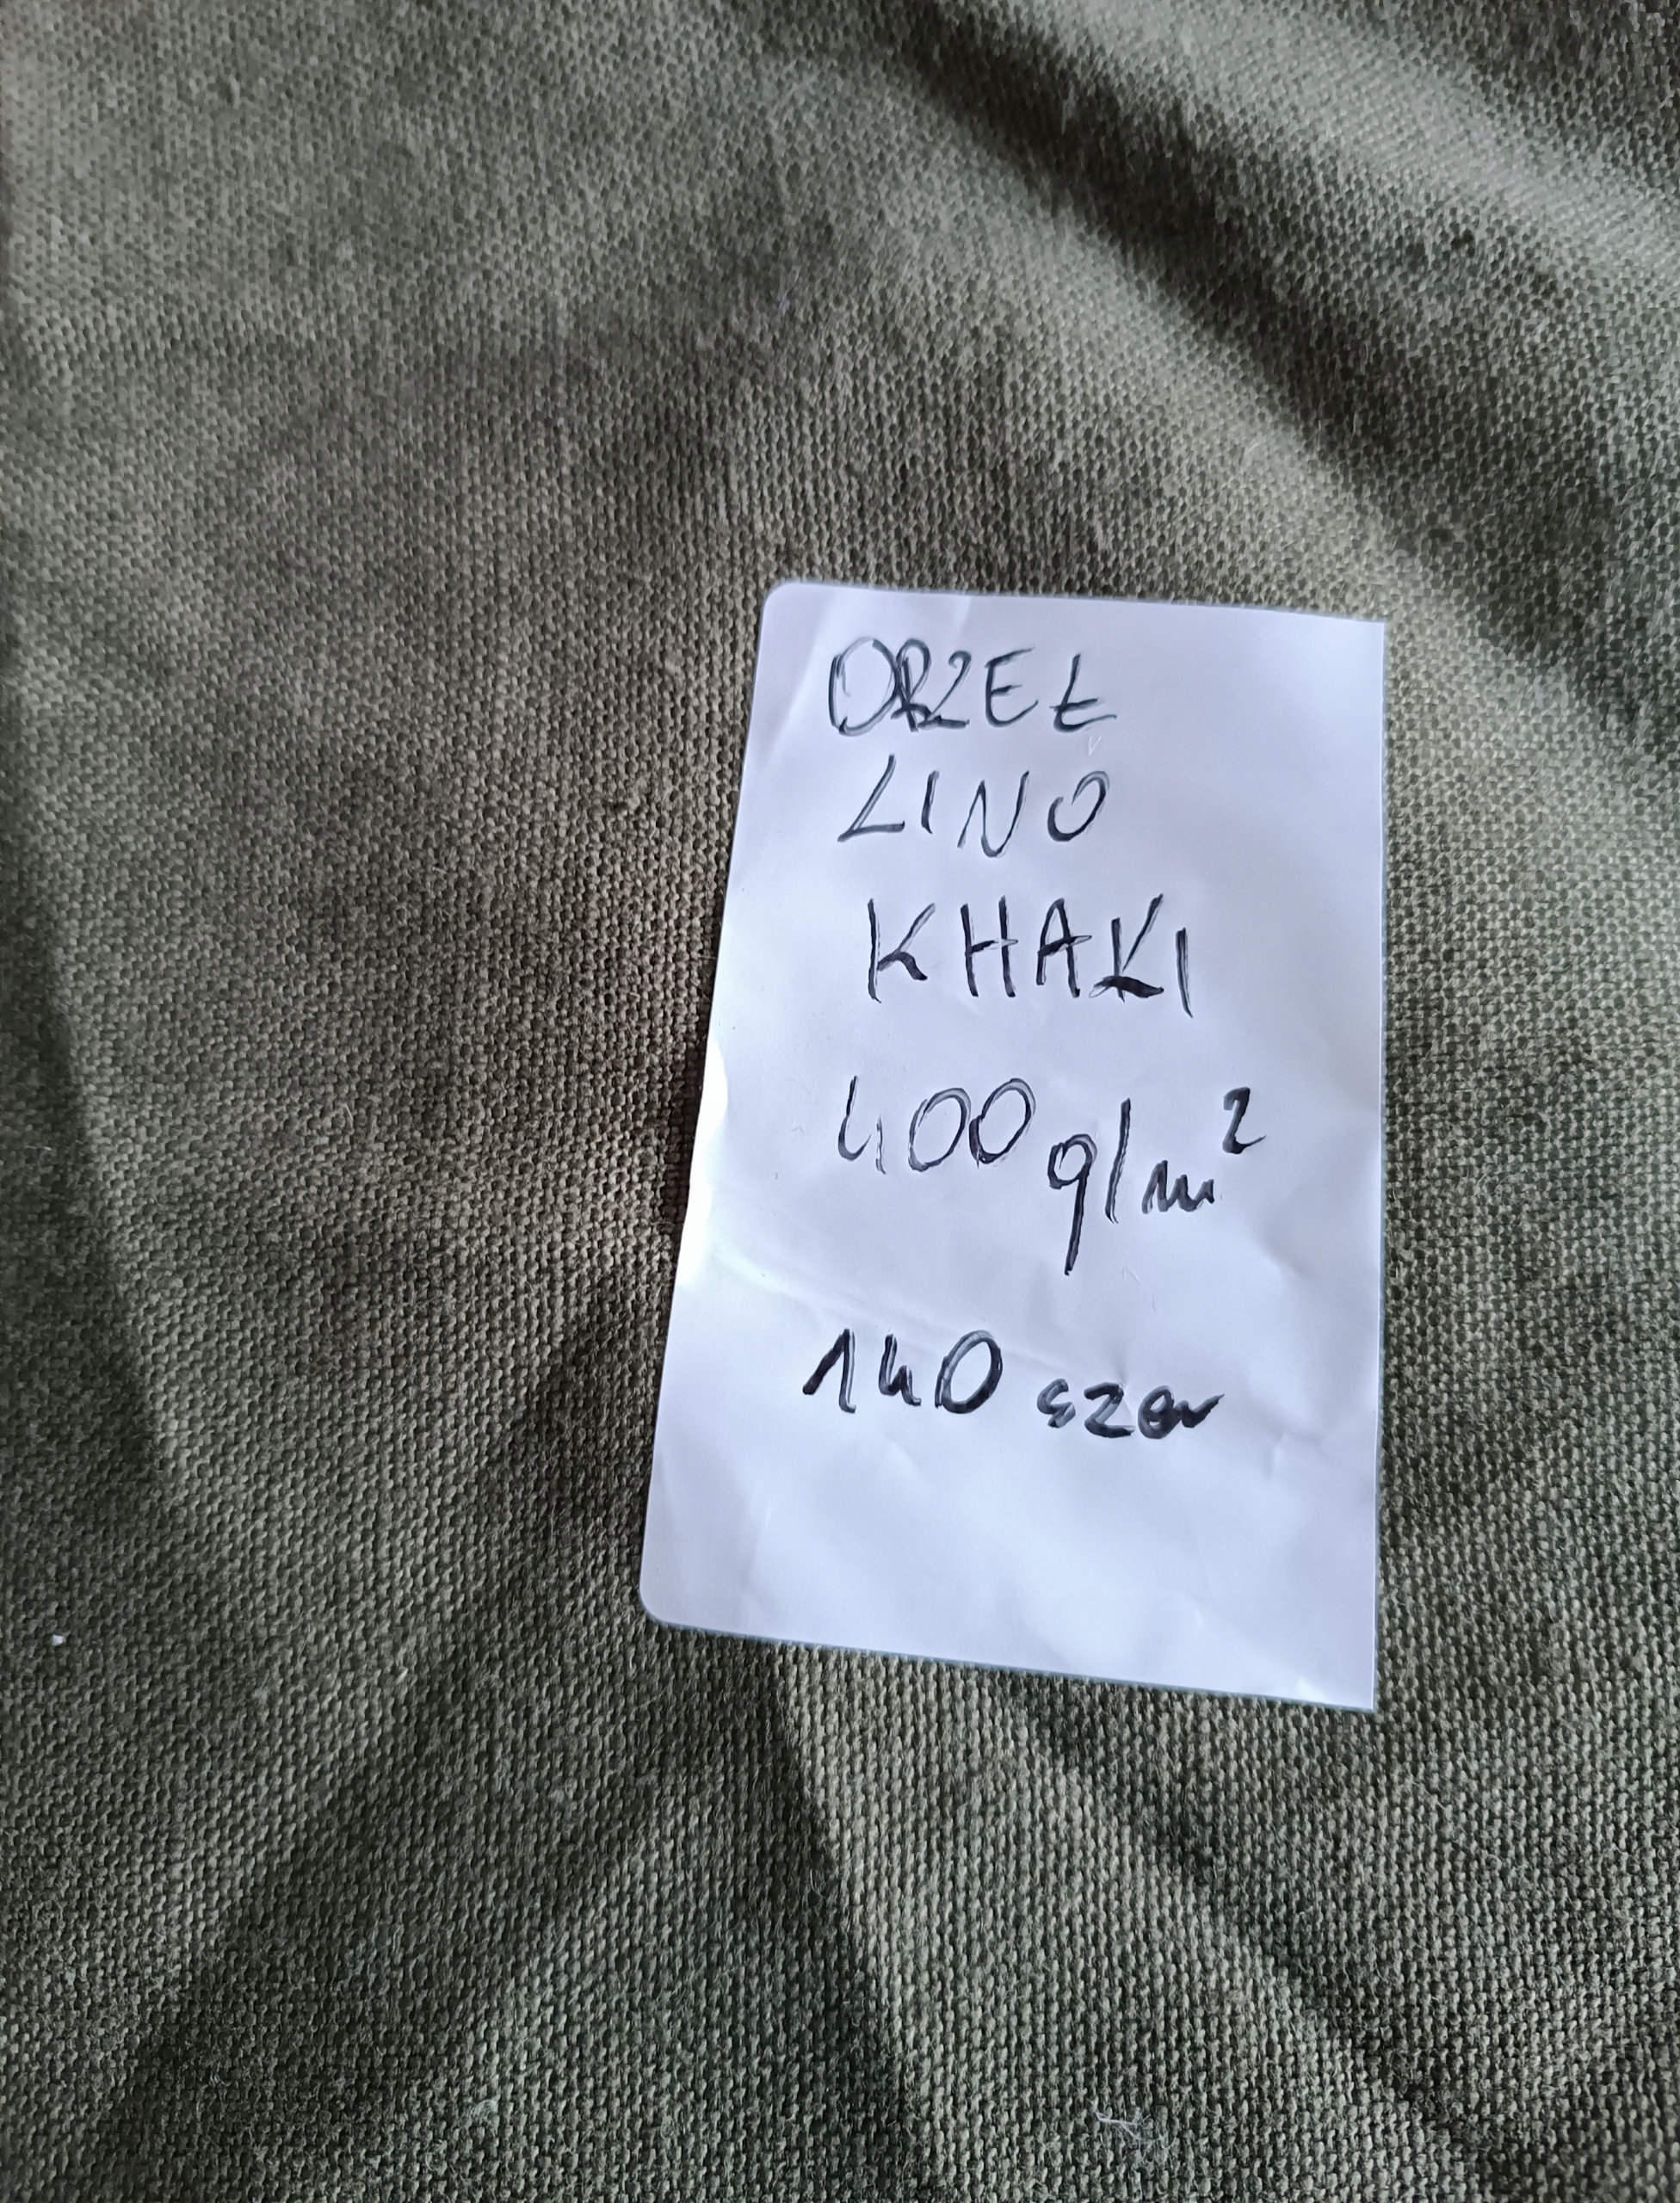 ORZEŁ
LINO
KHAKI
400 g/m²
140 szer